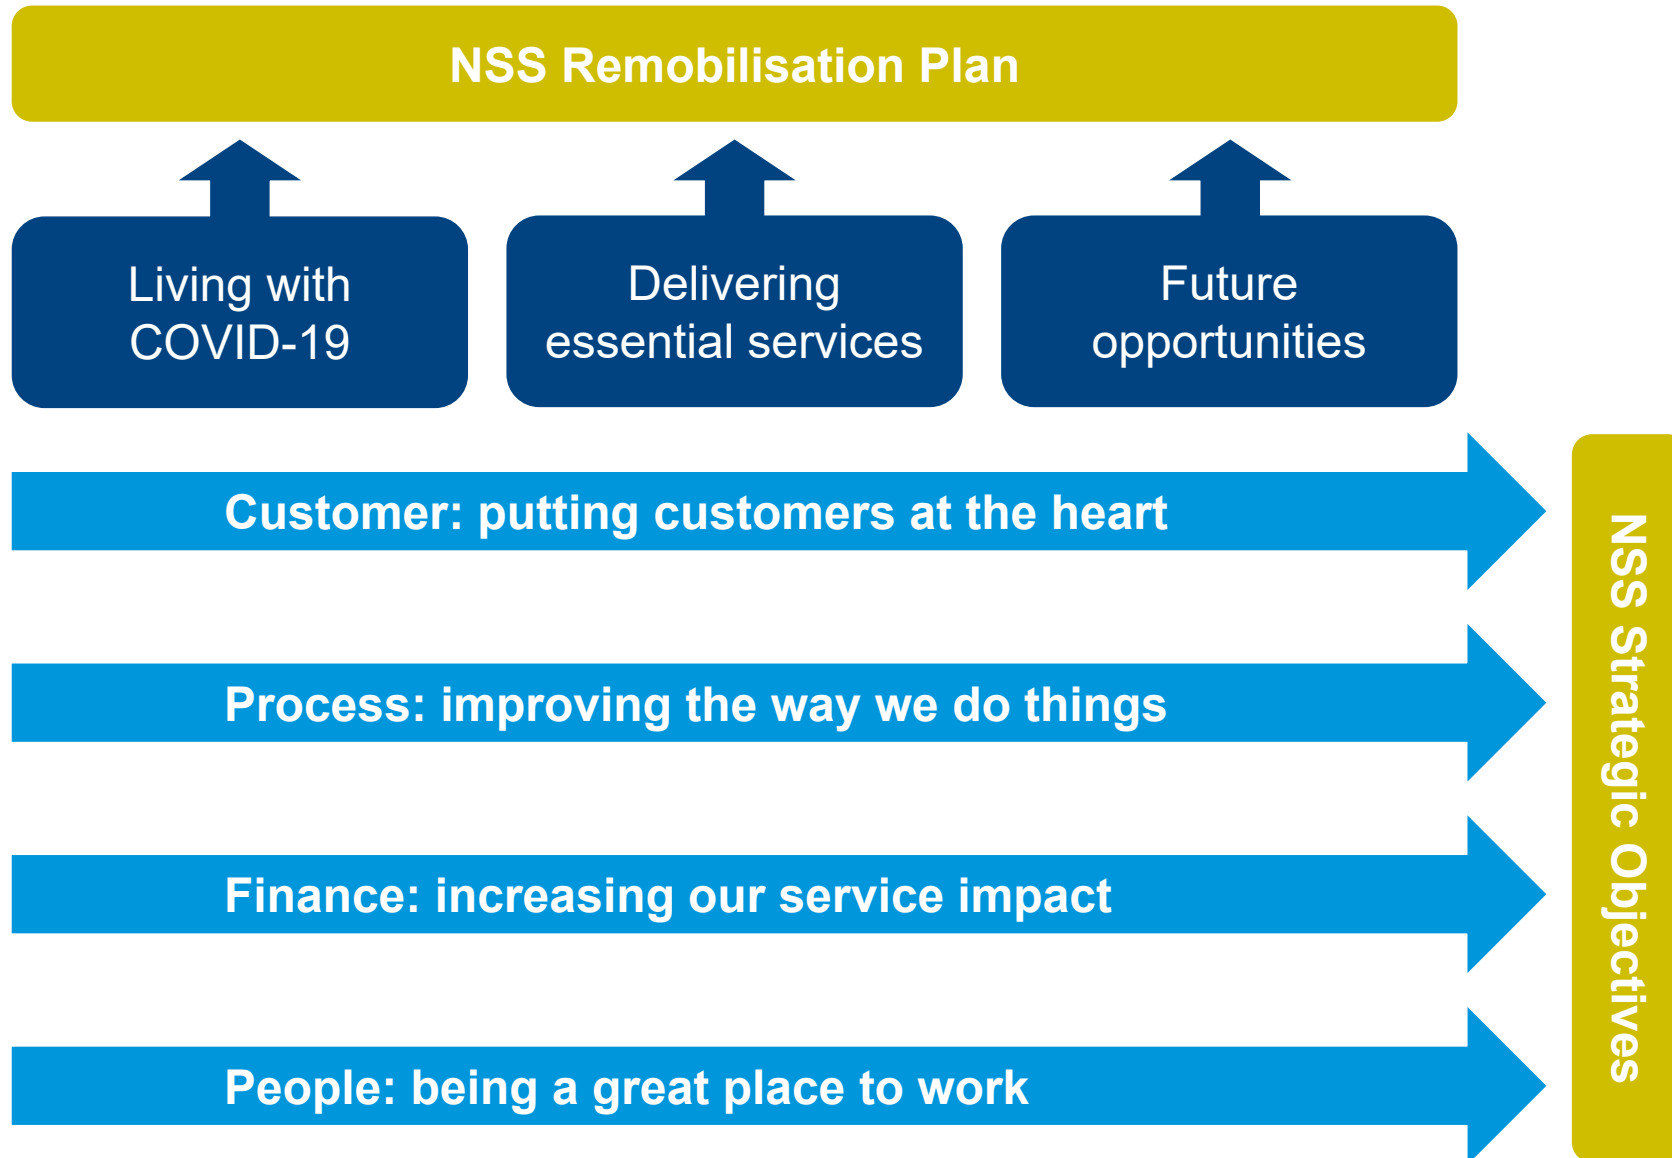 NSS Remobilisation Plan
Living with
COVID-19
Delivering
essential services
Future
opportunities
Customer: putting customers at the heart
Process: improving the way we do things
Finance: increasing our service impact
People: being a great place to work
NSS Strategic Objectives